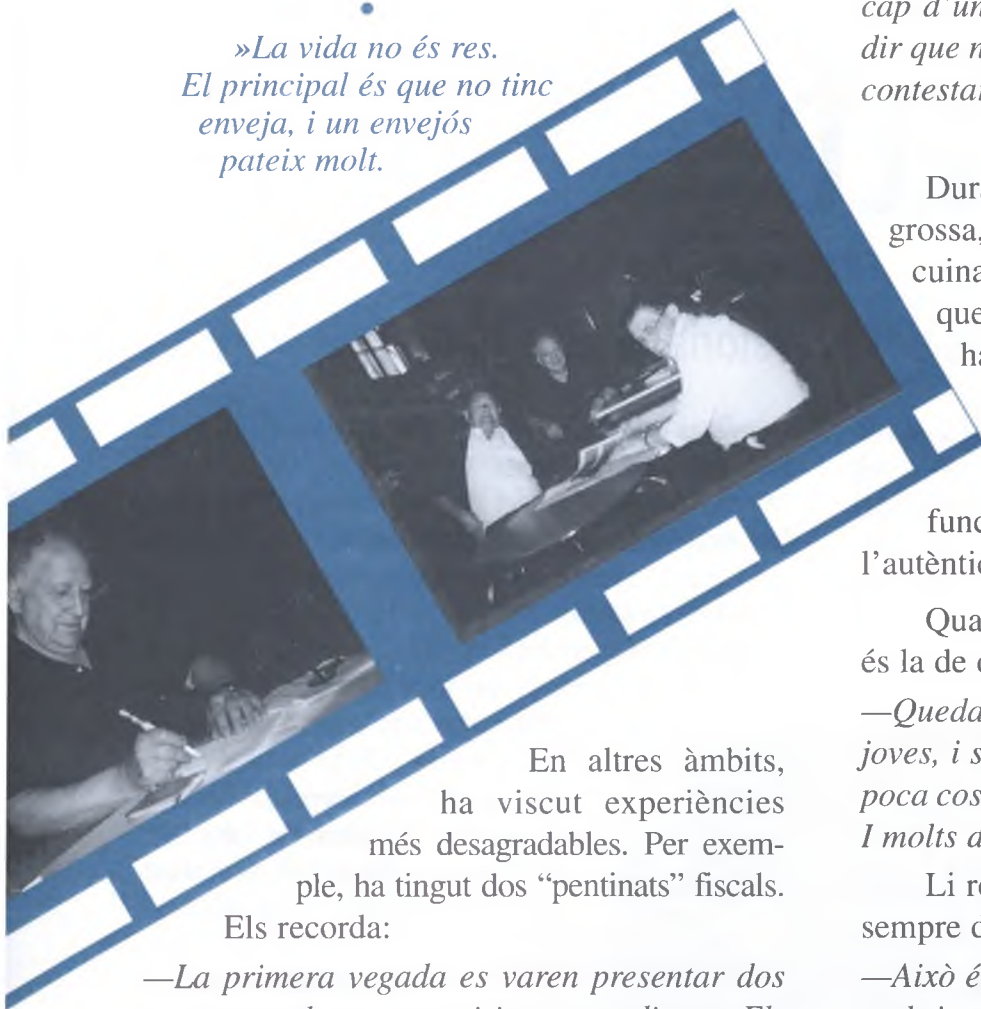 »La vida no és res.
El principal és que no tinc
enveja, i un envejós
pateix molt.
En altres àmbits,
ha viscut experiències
més desagradables. Per exem-
ple, ha tingut dos “pentinats” fiscals.
Els recorda:
—La primera vegada es varen presentar dos
cap d'un
dir que n
contestar
Dura
grossa,
cuina
que
ha
func
l'autèntic
Qua
és la de
—Queda
joves, i s
poca cos
I molts a
Li re
sempre d
—Això é